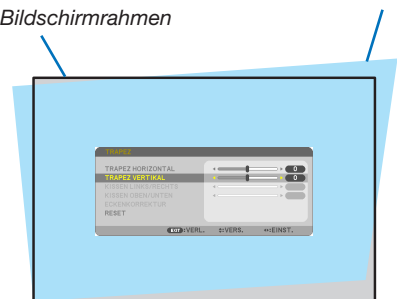 Bildschirmrahmen
TRAPEZ
TRAPEZ HORIZONTAL 0
TRAPEZ VERTIKAL 0
KISSEN LINKS/RECHTS
KISSEN OBEN/UNTEN
ECKENKORREKTUR
RESET
EXIT:VERL. ↕:VERS. ↔:EINST.